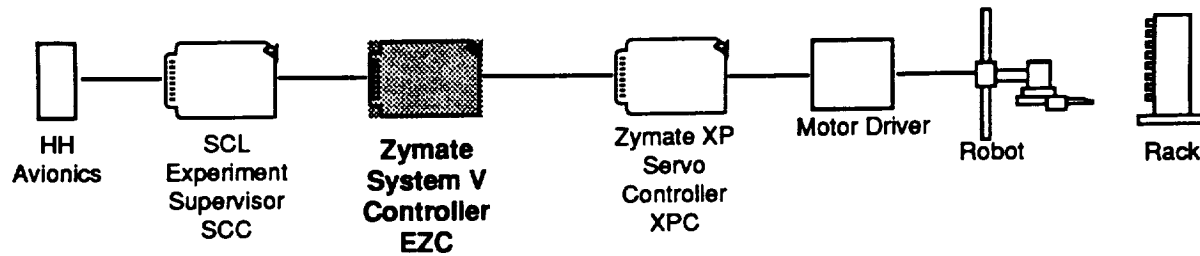 HH
Avionics
SCL
Experiment
Supervisor
SCC
Zymate
System V
Controller
EZC
Zymate XP
Servo
Controller
XPC
Motor Driver
Robot
Rack